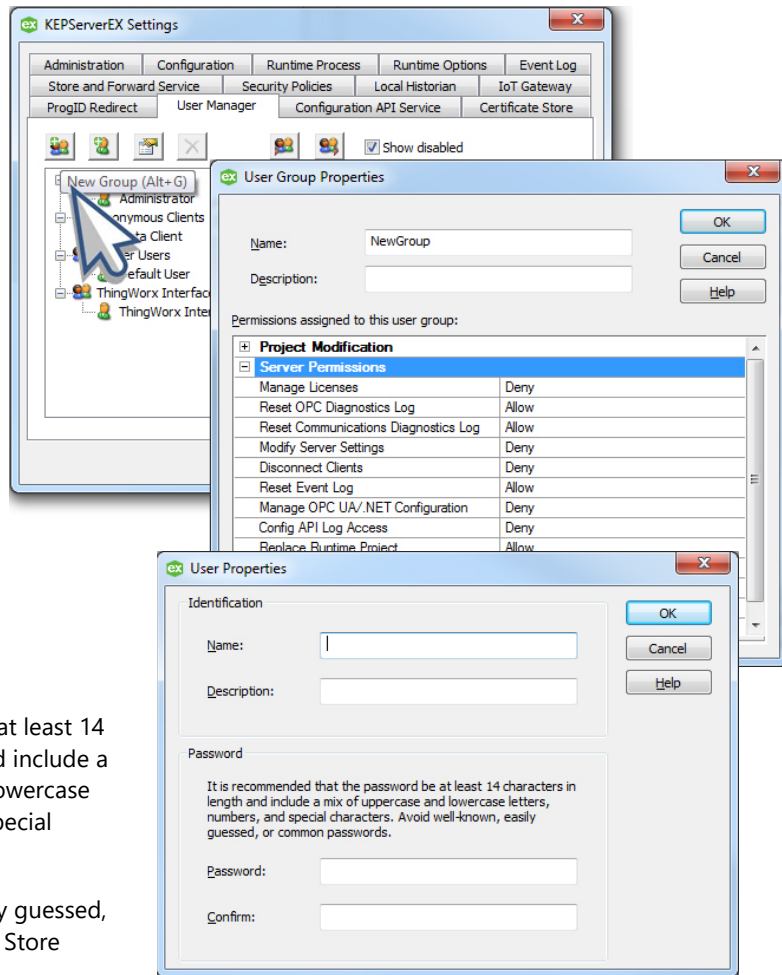 KEPServerEX Settings
Administration Configuration Runtime Process Runtime Options Event Log
Store and Forward Service Security Policies Local Historian IoT Gateway
ProgID Redirect User Manager Configuration API Service Certificate Store
Show disabled
New Group (Alt+G)
Administrator
onymous Clients
ta Client
er Users
efault User
ThingWorx Interfac
ThingWorx Inter
User Group Properties
Name: NewGroup
Description:
OK
Cancel
Help
Permissions assigned to this user group:
Project Modification
Server Permissions
Manage Licenses Deny
Reset OPC Diagnostics Log Allow
Reset Communications Diagnostics Log Allow
Modify Server Settings Deny
Disconnect Clients Deny
Reset Event Log Allow
Manage OPC UA/.NET Configuration Deny
Config API Log Access Deny
Replace Runtime Project Allow
User Properties
Identification
Name:
Description:
OK
Cancel
Help
Password
It is recommended that the password be at least 14 characters in
length and include a mix of uppercase and lowercase letters,
numbers, and special characters. Avoid well-known, easily
guessed, or common passwords.
Password:
Confirm:
at least 14
d include a
owercase
pecial
y guessed,
Store